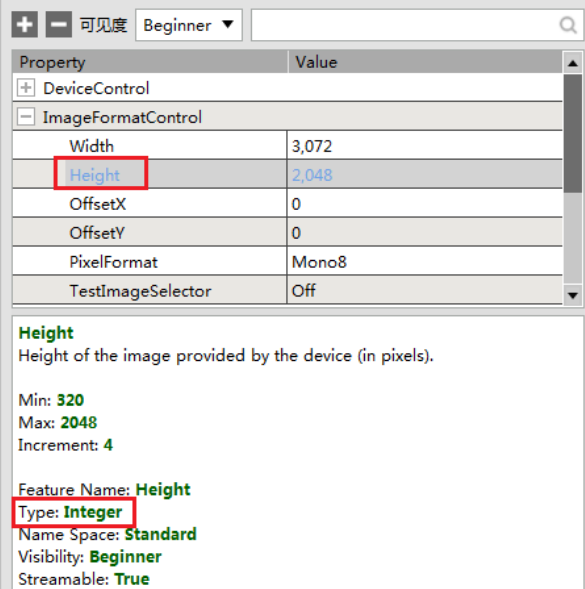 可见度 Beginner
Property Value
DeviceControl
ImageFormatControl
Width 3,072
Height 2,048
OffsetX 0
OffsetY 0
PixelFormat Mono8
TestImageSelector Off
Height
Height of the image provided by the device (in pixels).
Min: 320
Max: 2048
Increment: 4
Feature Name: Height
Type: Integer
Name Space: Standard
Visibility: Beginner
Streamable: True